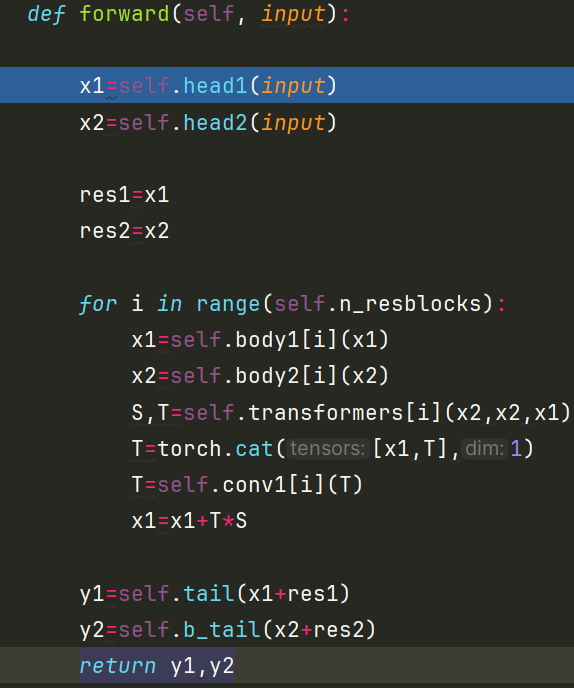 def forward(self, input):
x1=self.head1(input)
x2=self.head2(input)
res1=x1
res2=x2
for i in range(self.n_resblocks):
x1=self.body1[i](x1)
x2=self.body2[i](x2)
S,T=self.transformers[i](x2,x2,x1)
T=torch.cat(tensors: [x1,T],dim: 1)
T=self.conv1[i](T)
x1=x1+T*S
y1=self.tail(x1+res1)
y2=self.b_tail(x2+res2)
return y1,y2